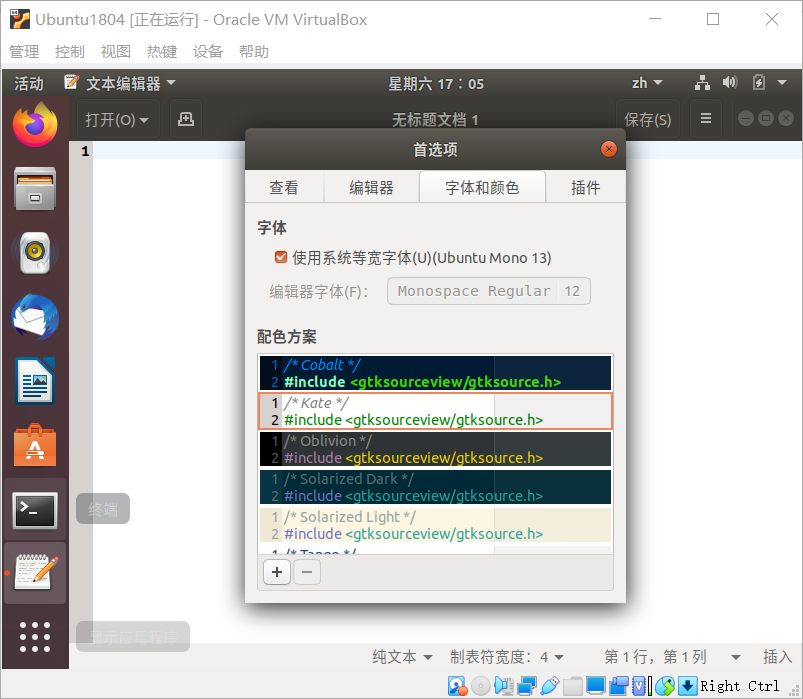 Ubuntu1804 [正在运行] - Oracle VM VirtualBox
管理 控制 视图 热键 设备 帮助
活动 文本编辑器 星期六 17：05 zh
打开(O) 无标题文档 1 保存(S)
1
首选项
查看 编辑器 字体和颜色 插件
字体
使用系统等宽字体(U)(Ubuntu Mono 13)
编辑器字体(F)： Monospace Regular 12
配色方案
1 /* Cobalt */
2 #include <gtksourceview/gtksource.h>
1 /* Kate */
2 #include <gtksourceview/gtksource.h>
1 /* Oblivion */
2 #include <gtksourceview/gtksource.h>
1 /* Solarized Dark */
2 #include <gtksourceview/gtksource.h>
1 /* Solarized Light */
2 #include <gtksourceview/gtksource.h>
1 /* Tango */
终端
显示应用程序
纯文本 制表符宽度：4 第 1 行，第 1 列 插入
Right Ctrl